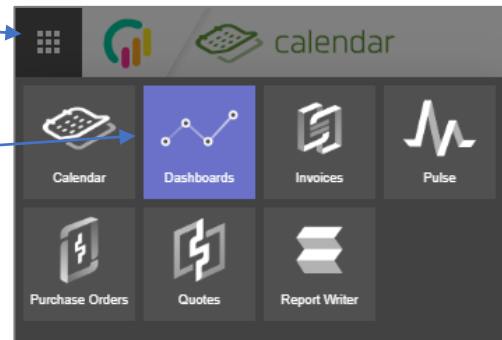 calendar
Calendar
Dashboards
Invoices
Pulse
Purchase Orders
Quotes
Report Writer